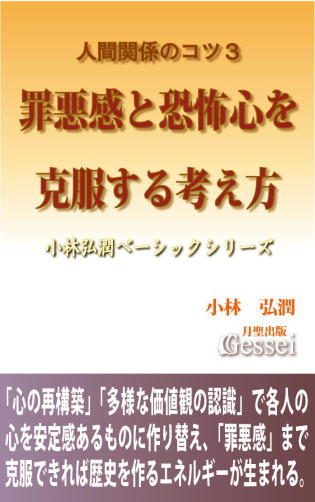 人間関係のコツ３
罪悪感と恐怖心を
克服する考え方
小林弘潤ベーシックシリーズ
小林　弘潤
月聖出版
Gessei
「心の再構築」「多様な価値観の認識」で各人の
心を安定感あるものに作り替え、「罪悪感」まで
克服できれば歴史を作るエネルギーが生まれる。